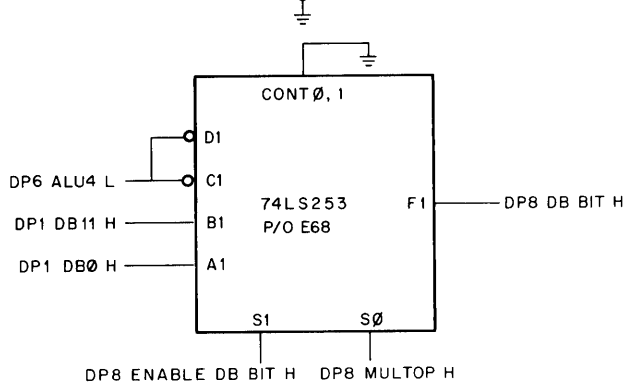 CONT Ø, 1
D1
DP6 ALU4 L
C1
74LS253
F1
DP8 DB BIT H
DP1 DB11 H
B1
P/O E68
DP1 DBØ H
A1
S1
SØ
DP8 ENABLE DB BIT H
DP8 MULTOP H